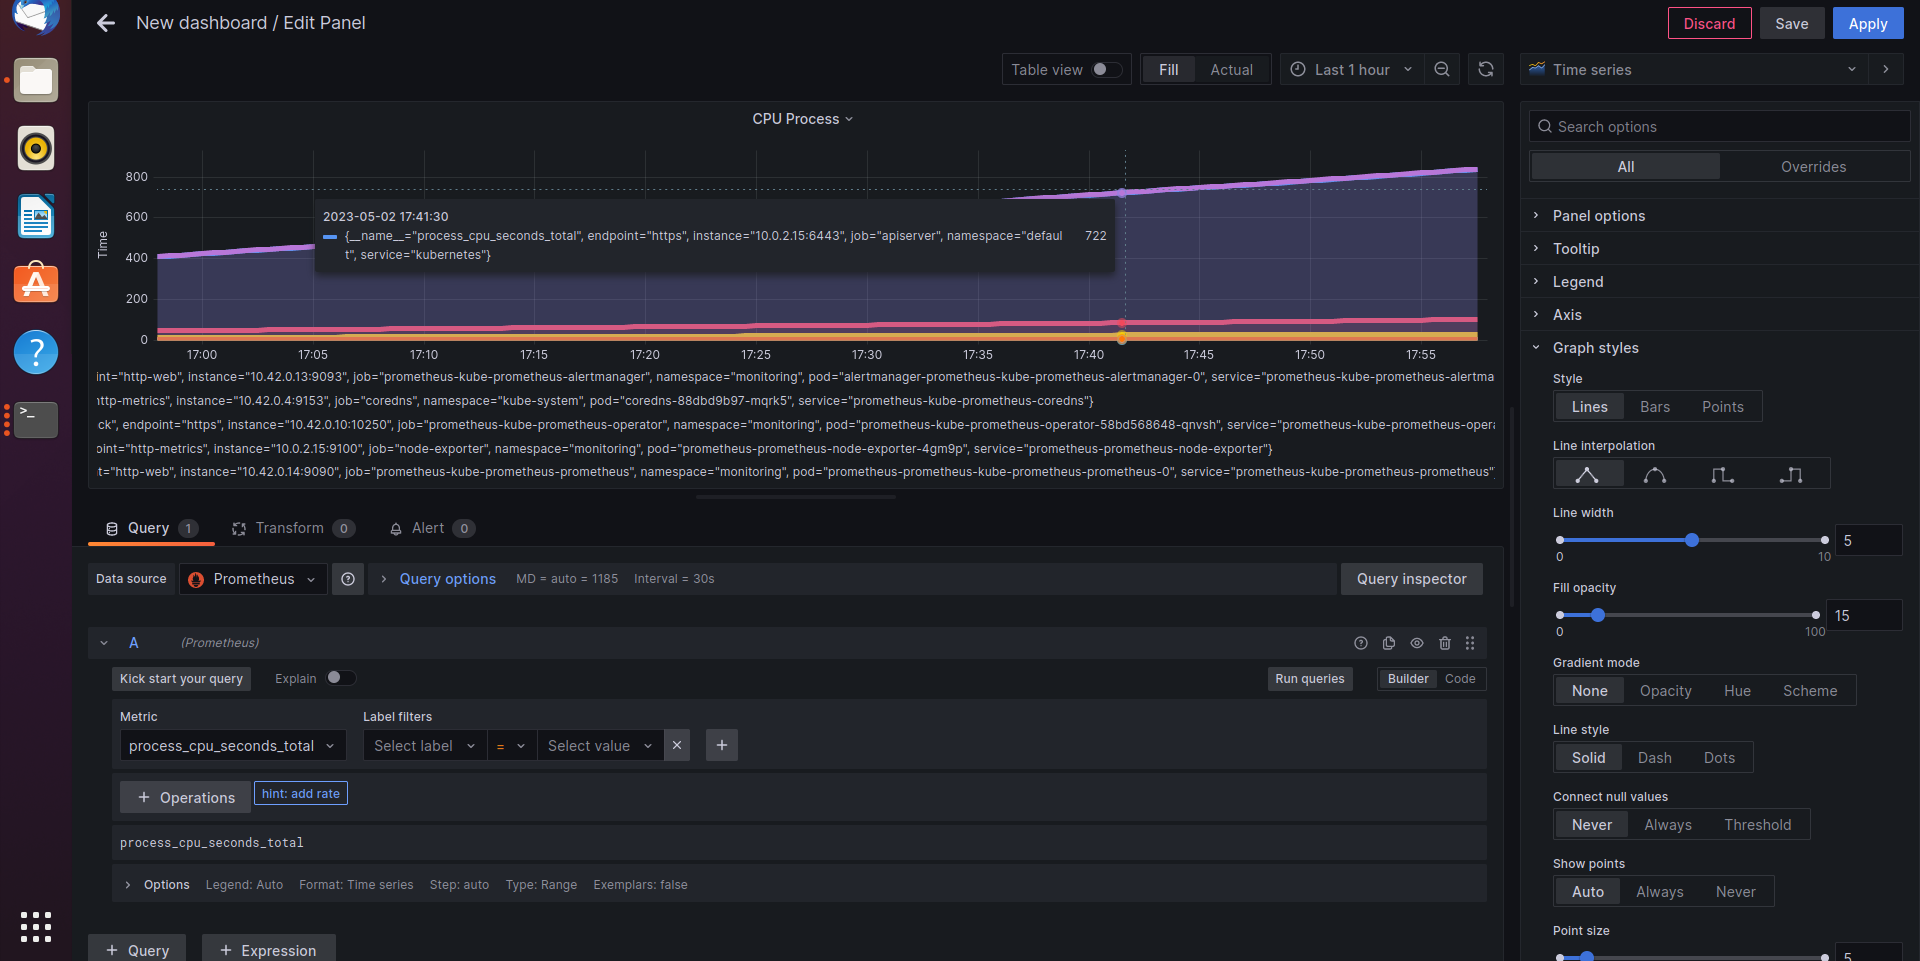 New dashboard / Edit Panel
Discard
Save
Apply
Table view
Fill
Actual
Last 1 hour
Time series
CPU Process
Search options
All
Overrides
Time
800
600
400
200
0
2023-05-02 17:41:30
{__name__="process_cpu_seconds_total", endpoint="https", instance="10.0.2.15:6443", job="apiserver", namespace="defaul 722
t", service="kubernetes"}
17:00 17:05 17:10 17:15 17:20 17:25 17:30 17:35 17:40 17:45 17:50 17:55
int="http-web", instance="10.42.0.13:9093", job="prometheus-kube-prometheus-alertmanager", namespace="monitoring", pod="alertmanager-prometheus-kube-prometheus-alertmanager-0", service="prometheus-kube-prometheus-alertma
ttp-metrics", instance="10.42.0.4:9153", job="coredns", namespace="kube-system", pod="coredns-88dbd9b97-mqrk5", service="prometheus-kube-prometheus-coredns"}
ck", endpoint="https", instance="10.42.0.10:10250", job="prometheus-kube-prometheus-operator", namespace="monitoring", pod="prometheus-kube-prometheus-operator-58bd568648-qnvsh", service="prometheus-kube-prometheus-opera
oint="http-metrics", instance="10.0.2.15:9100", job="node-exporter", namespace="monitoring", pod="prometheus-prometheus-node-exporter-4gm9p", service="prometheus-prometheus-node-exporter"}
t="http-web", instance="10.42.0.14:9090", job="prometheus-kube-prometheus-prometheus", namespace="monitoring", pod="prometheus-prometheus-kube-prometheus-prometheus-0", service="prometheus-kube-prometheus-prometheus"
Query 1
Transform 0
Alert 0
Data source
Prometheus
Query options
MD = auto = 1185
Interval = 30s
Query inspector
A
(Prometheus)
Kick start your query
Explain
Run queries
Builder
Code
Metric
Label filters
process_cpu_seconds_total
Select label
=
Select value
+ Operations
hint: add rate
process_cpu_seconds_total
Options
Legend: Auto
Format: Time series
Step: auto
Type: Range
Exemplars: false
+ Query
+ Expression
Panel options
Tooltip
Legend
Axis
Graph styles
Style
Lines
Bars
Points
Line interpolation
Line width
5
0
10
Fill opacity
15
0
100
Gradient mode
None
Opacity
Hue
Scheme
Line style
Solid
Dash
Dots
Connect null values
Never
Always
Threshold
Show points
Auto
Always
Never
Point size
5